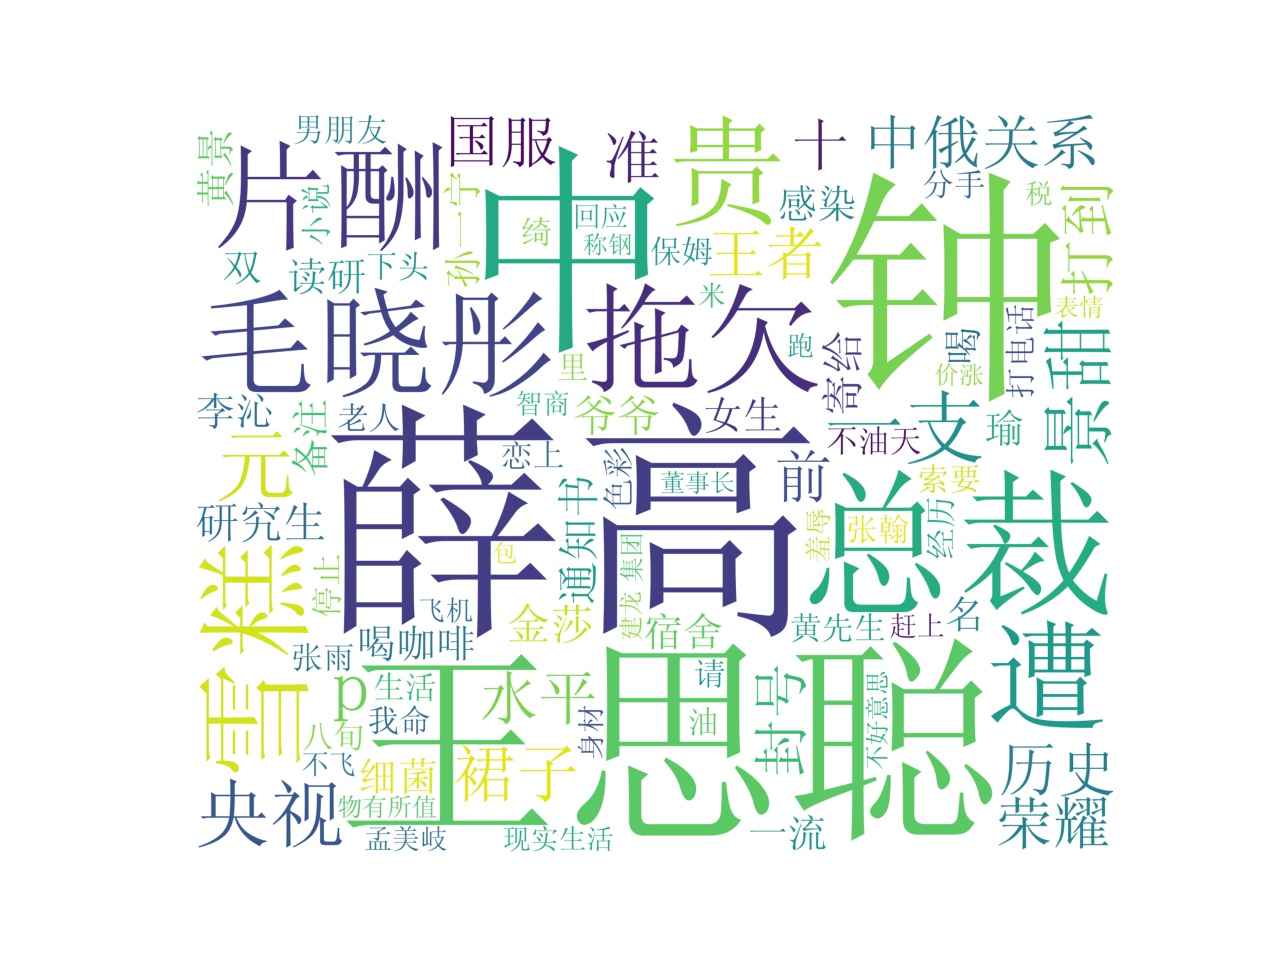 男朋友
国服
准
贵
十
中俄关系
黄景
片酬
小说
孙一宁
中
绮
回应
称钢
保姆
王者
感染
钟
分手
税
打到
双
读研
下头
米
表情
毛晓彤
拖欠
里
跑
寄给
喝
价涨
打电话
景甜
李沁
备注
老人
智商
爷爷
女生
一支
不油天
瑜
元
恋上
薛
高
色彩
董事长
前
总裁
索要
研究生
通知书
羞辱
张翰
经历
雪糕
停止
包
建龙
集团
飞机
金莎
宿舍
黄先生
赶上
名
遭
张雨
喝咖啡
p
生活
我命
王思聪
水平
请
油
封号
不好意思
身材
八旬
不飞
细菌
裙子
历史
央视
物有所值
孟美岐
现实生活
一流
荣耀